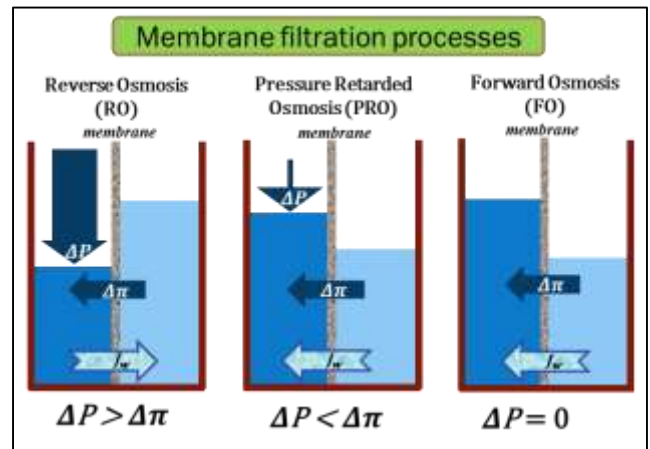 Membrane filtration processes
Reverse Osmosis
(RO)
membrane
ΔP
Δπ
Jw
ΔP > Δπ
Pressure Retarded
Osmosis (PRO)
membrane
ΔP
Δπ
Jw
ΔP < Δπ
Forward Osmosis
(FO)
membrane
Δπ
Jw
ΔP = 0